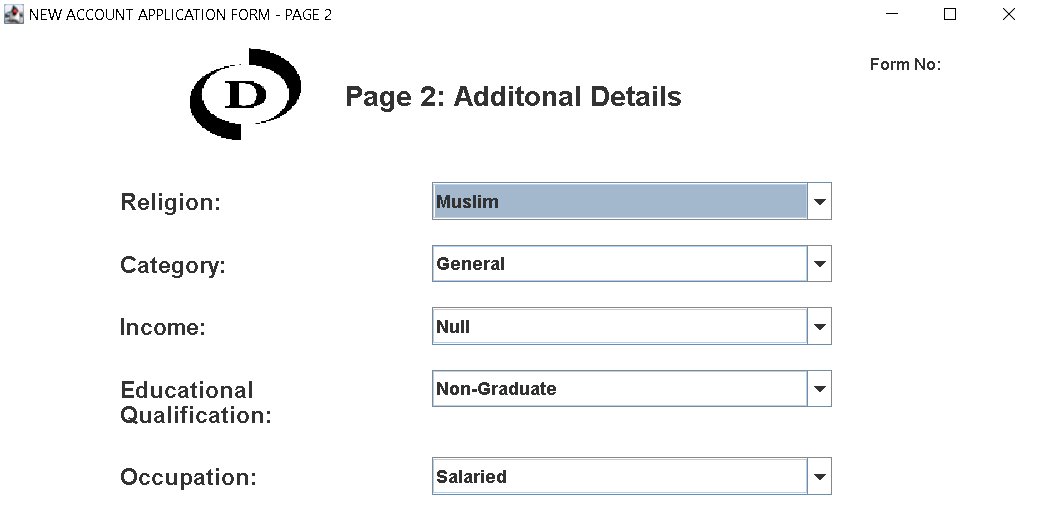 NEW ACCOUNT APPLICATION FORM - PAGE 2
Form No:
D
Page 2: Additonal Details
Religion:
Muslim
Category:
General
Income:
Null
Educational
Qualification:
Non-Graduate
Occupation:
Salaried